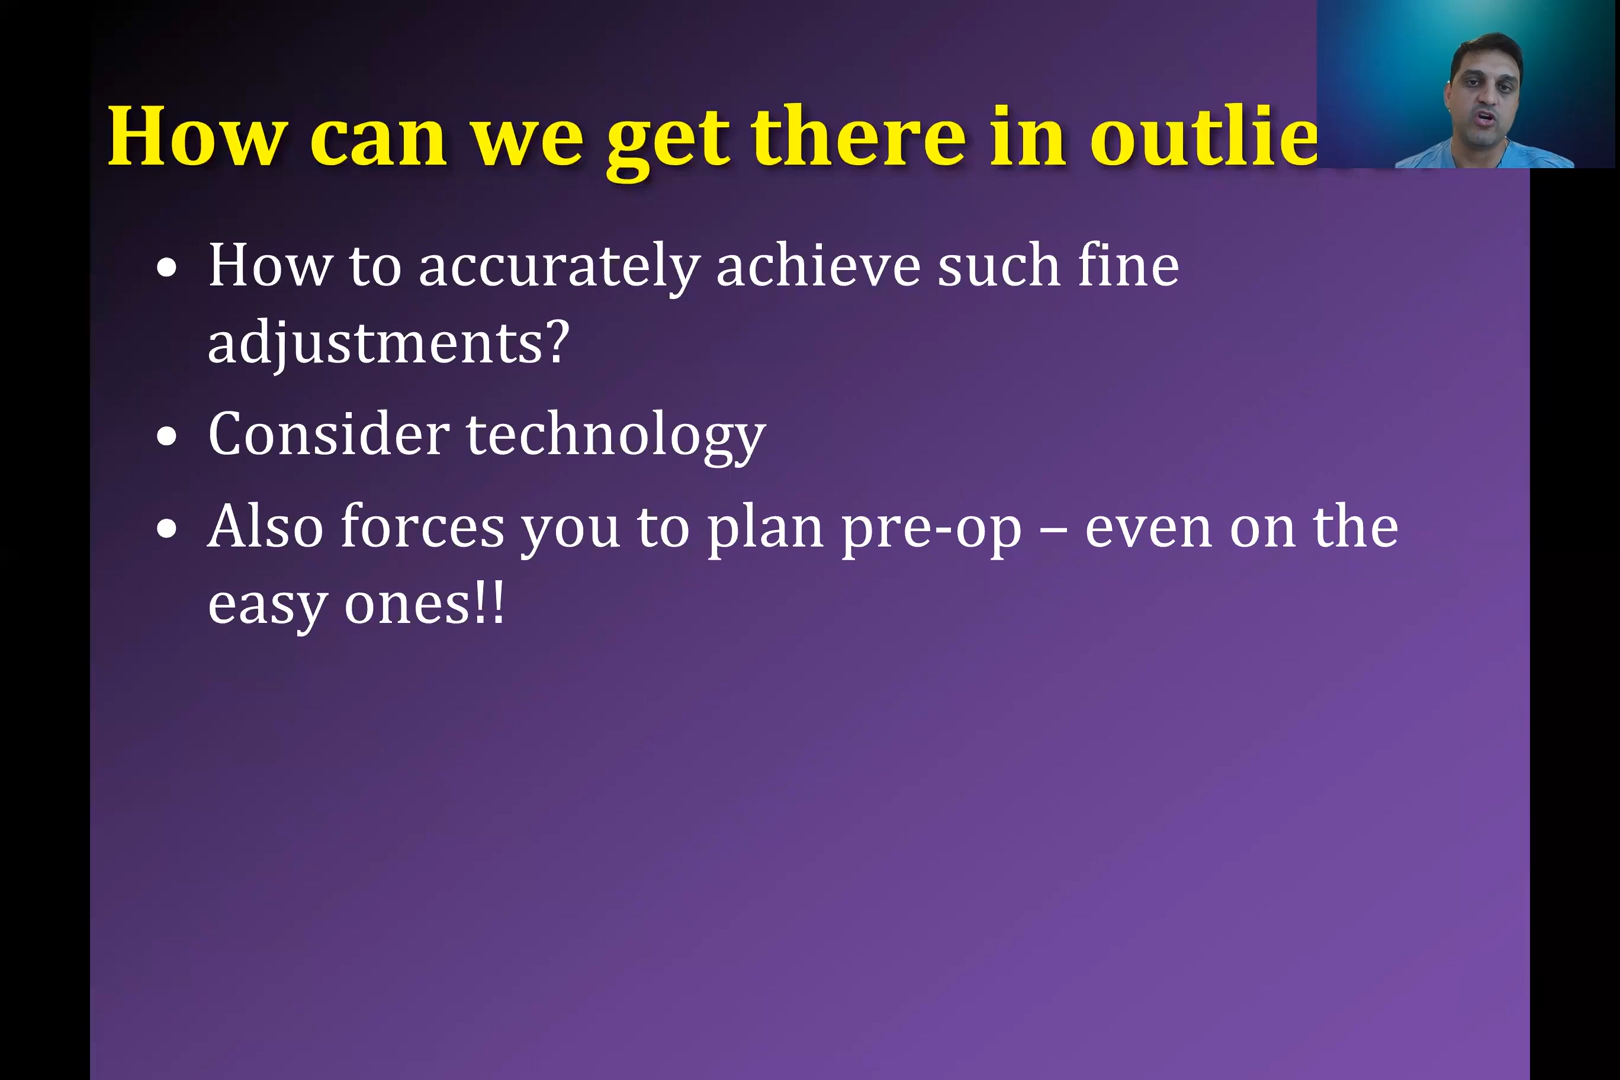 How can we get there in
• How to accurately achieve such fine
adjustments?
• Consider technology
• Also forces you to plan pre-op – even on the
easy ones!!